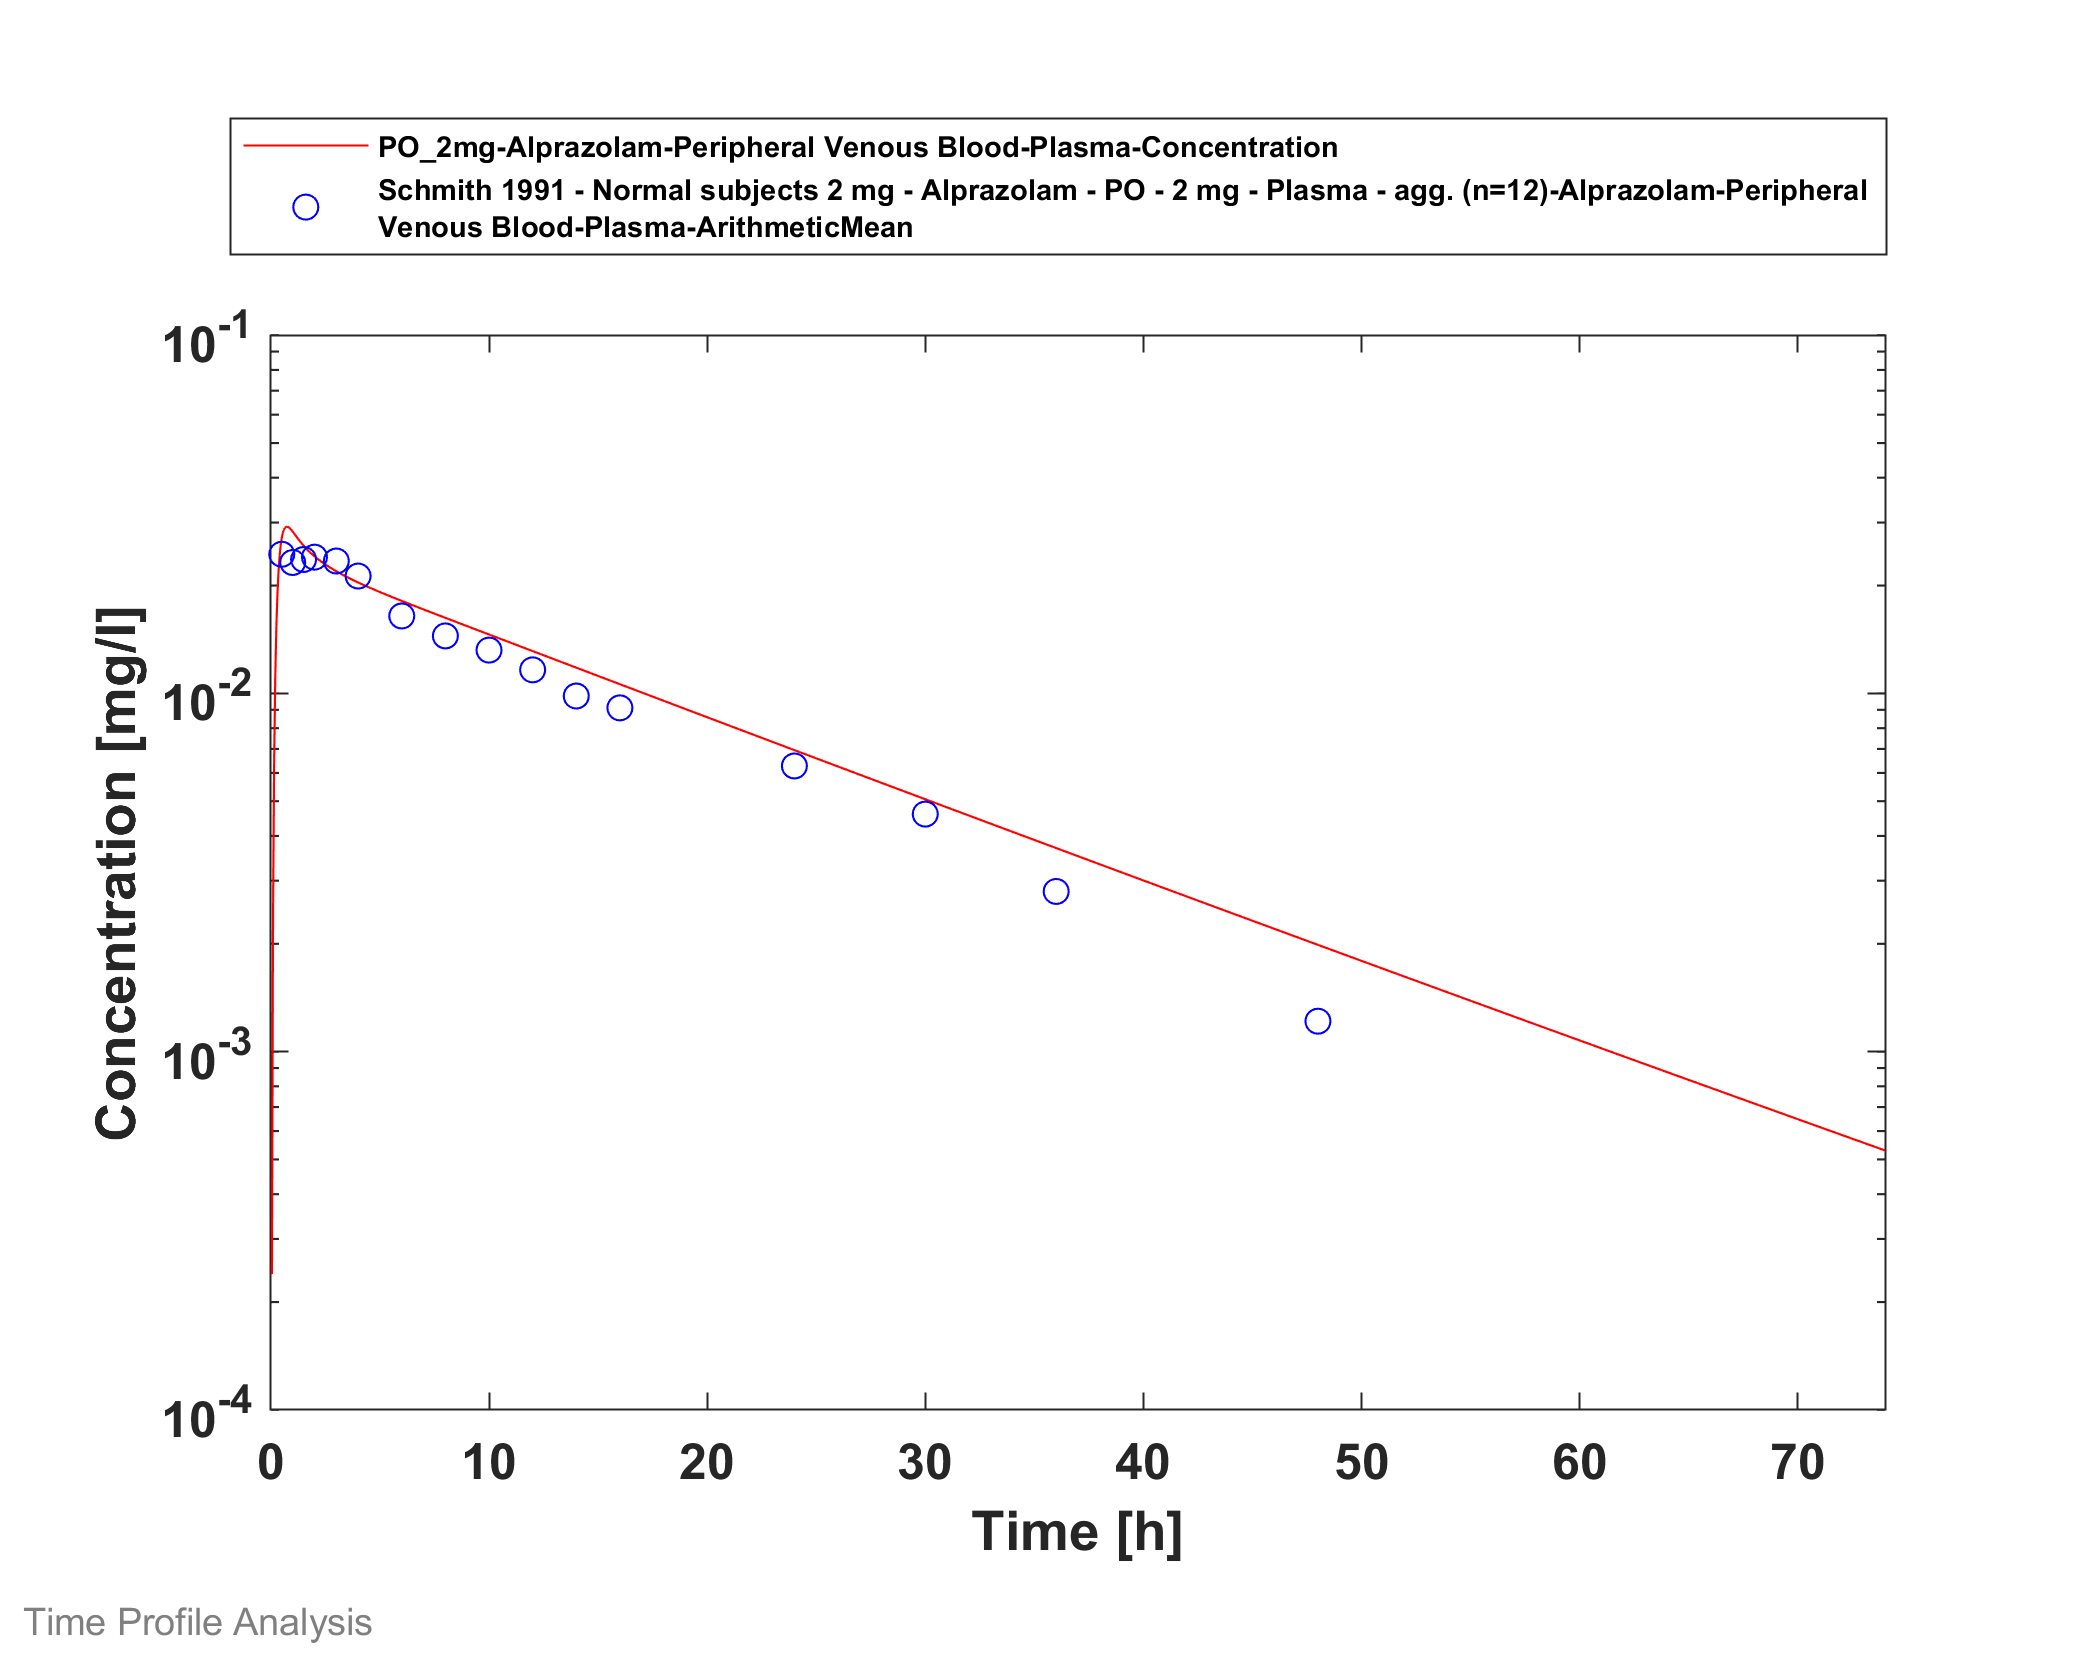 PO_2mg-Alprazolam-Peripheral Venous Blood-Plasma-Concentration
Schmith 1991 - Normal subjects 2 mg - Alprazolam - PO - 2 mg - Plasma - agg. (n=12)-Alprazolam-Peripheral
Venous Blood-Plasma-ArithmeticMean
10-1
10-2
10-3
10-4
Concentration [mg/l]
0 10 20 30 40 50 60 70
Time [h]
Time Profile Analysis